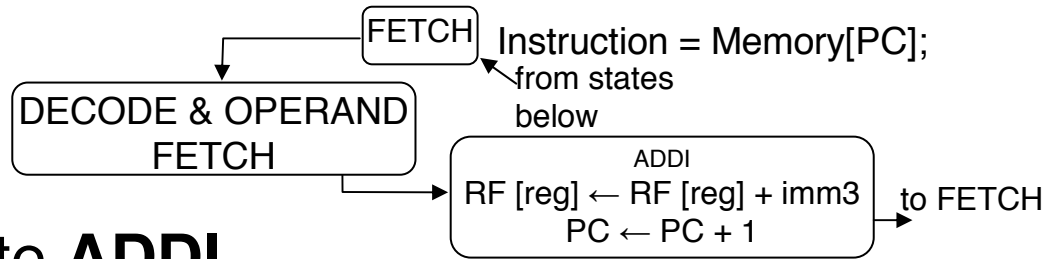 FETCH Instruction = Memory[PC];
from states
below
DECODE & OPERAND
FETCH
ADDI
RF [reg] ← RF [reg] + imm3
PC ← PC + 1
to FETCH
ADDI